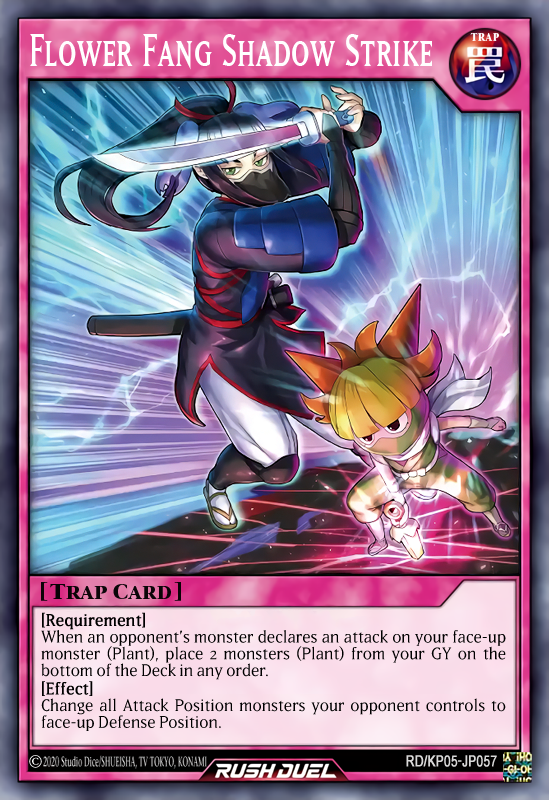 FLOWER FANG SHADOW STRIKE
TRAP
罠
[TRAP CARD]
[Requirement]
When an opponent's monster declares an attack on your face-up
monster (Plant), place 2 monsters (Plant) from your GY on the
bottom of the Deck in any order.
[Effect]
Change all Attack Position monsters your opponent controls to
face-up Defense Position.
©2020 Studio Dice/SHUEISHA, TV TOKYO, KONAMI
RUSH DUEL
RD/KP05-JP057